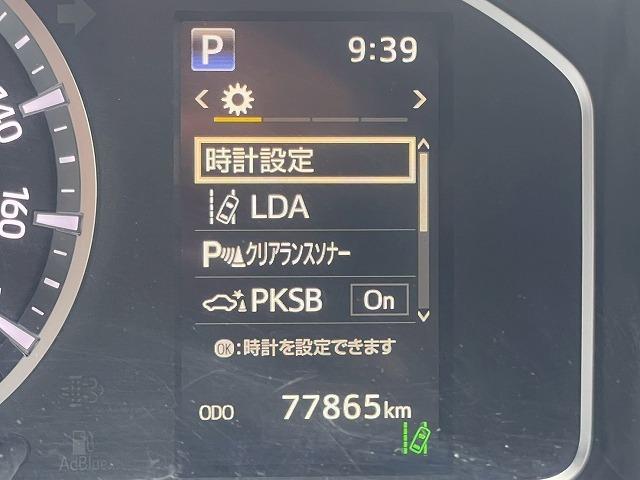 P 9:39
時計設定
LDA
P クリアランスソナー
PKSB On
OK:時計を設定できます
ODO 77865km
140
160
AdBlue